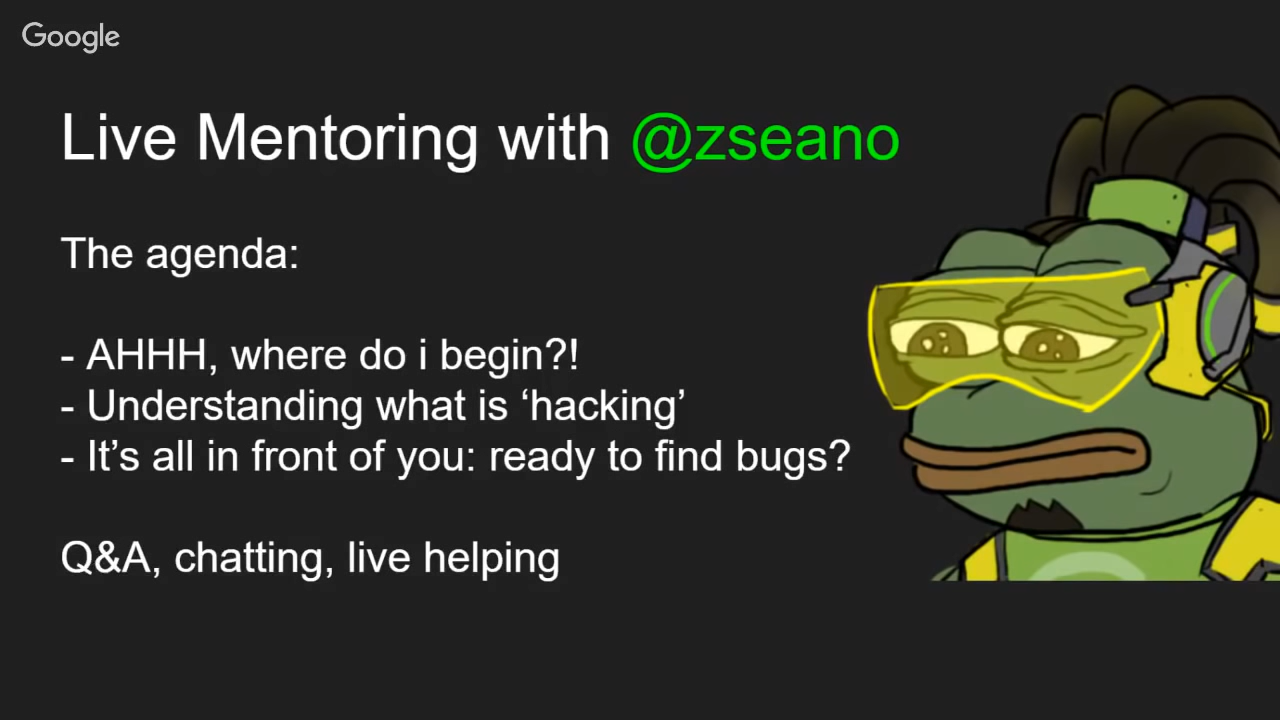 Google
Live Mentoring with @zseano
The agenda:
- AHHH, where do i begin?!
- Understanding what is ‘hacking’
- It’s all in front of you: ready to find bugs?
Q&A, chatting, live helping